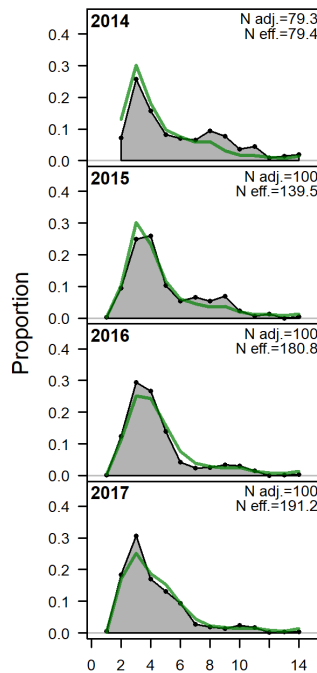 2014
N adj.=79.3
N eff.=79.4
0.4
0.3
0.2
0.1
0.0
2015
N adj.=100
N eff.=139.5
0.4
0.3
0.2
0.1
0.0
2016
N adj.=100
N eff.=180.8
0.4
0.3
0.2
0.1
0.0
2017
N adj.=100
N eff.=191.2
0.4
0.3
0.2
0.1
0.0
0 2 4 6 8 10 14
Proportion